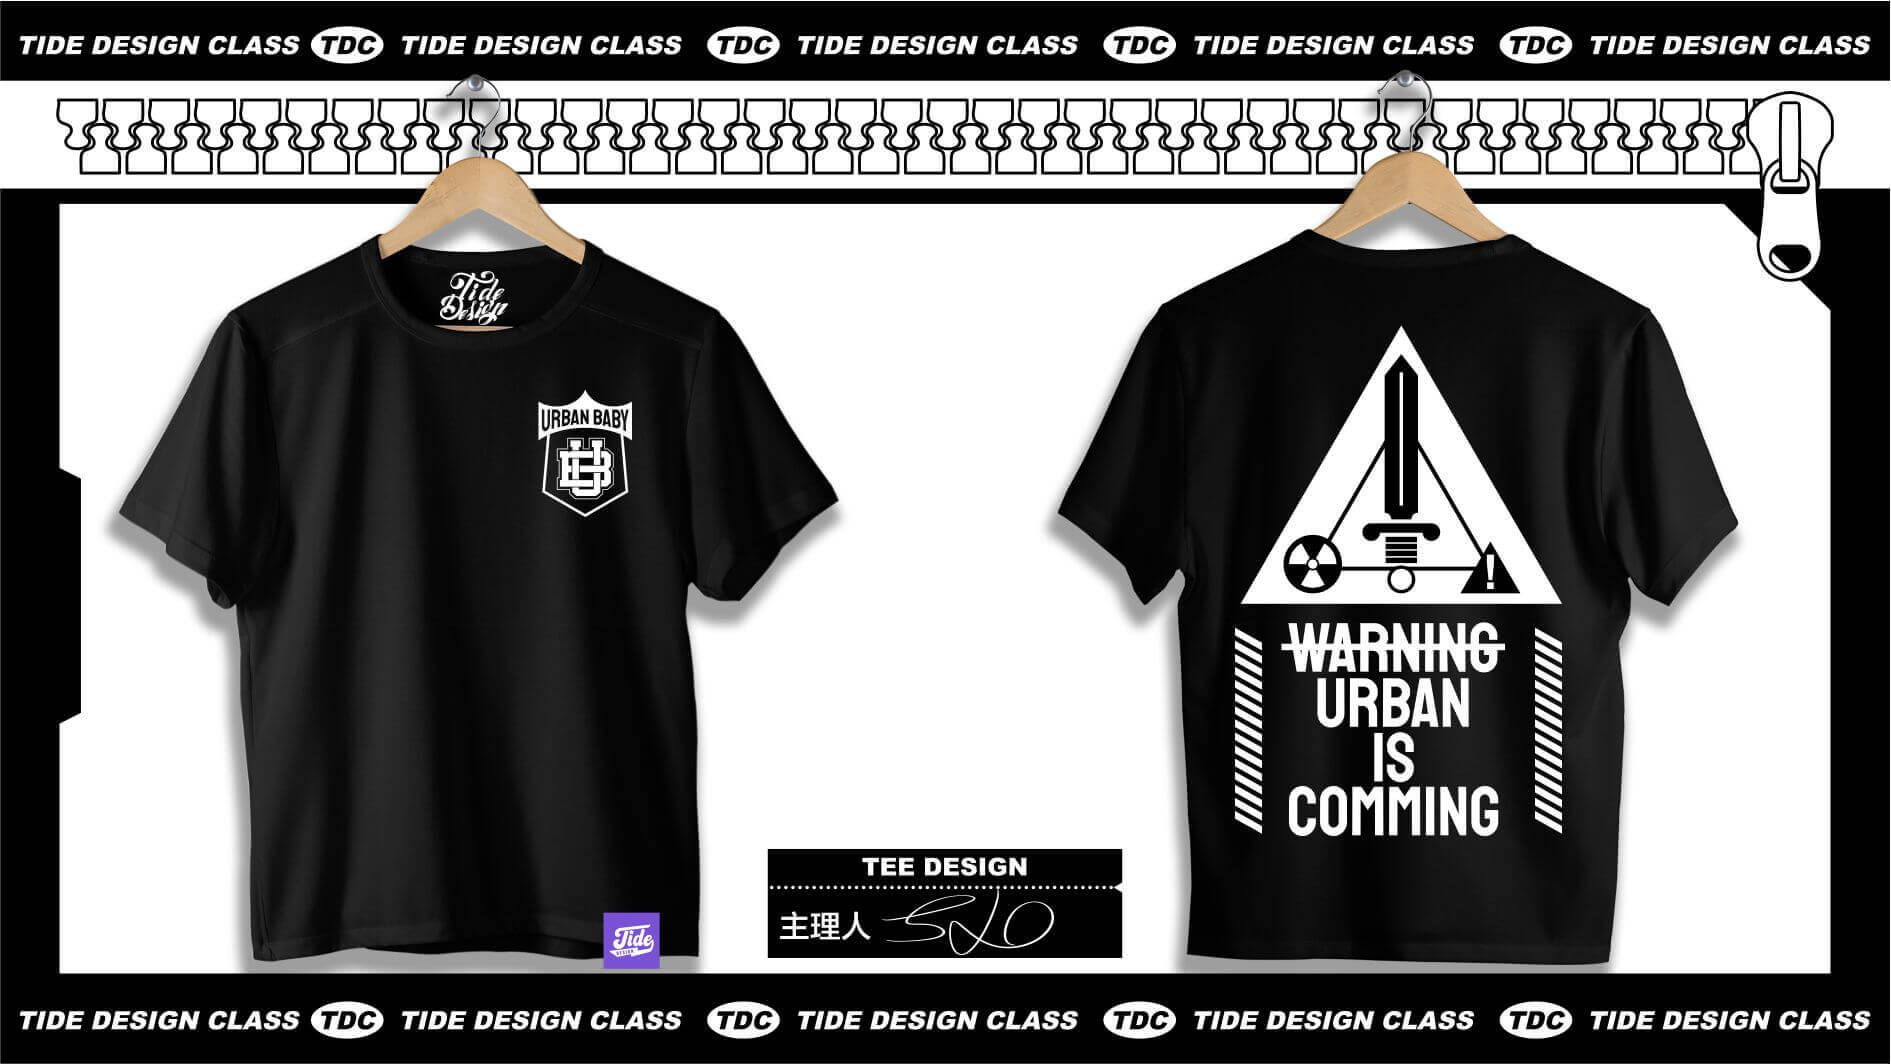 TIDE DESIGN CLASS TDC TIDE DESIGN CLASS TDC TIDE DESIGN CLASS TDC TIDE DESIGN CLASS TDC TIDE DESIGN CLASS
Tide
Design
URBAN BABY
UB
WARNING
URBAN
IS
COMMING
TEE DESIGN
主理人
Tide
DESIGN
TIDE DESIGN CLASS TDC TIDE DESIGN CLASS TDC TIDE DESIGN CLASS TDC TIDE DESIGN CLASS TDC TIDE DESIGN CLASS